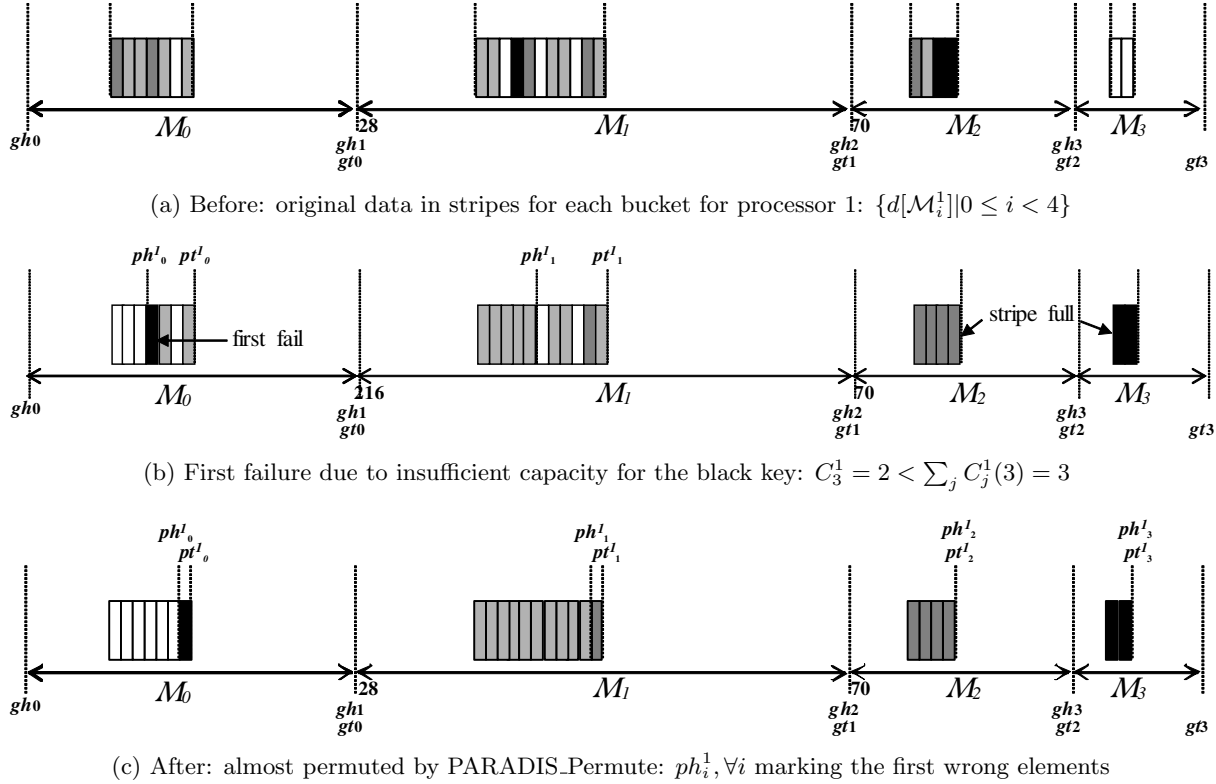 M0 M1 M2 M3
gh0 28 70
gh1 gh2 gh3
gt0 gt1 gt2 gt3
(a) Before: original data in stripes for each bucket for processor 1: {d[M_i^1]|0 ≤ i < 4}
ph^1_0 pt^1_0 ph^1_1 pt^1_1
first fail stripe full
M0 M1 M2 M3
gh0 216 70
gh1 gh2 gh3
gt0 gt1 gt2 gt3
(b) First failure due to insufficient capacity for the black key: C_3^1 = 2 < ∑_j C_j^1(3) = 3
ph^1_0 ph^1_1 ph^1_2 ph^1_3
pt^1_0 pt^1_1 pt^1_2 pt^1_3
M0 M1 M2 M3
gh0 28 70
gh1 gh2 gh3
gt0 gt1 gt2 gt3
(c) After: almost permuted by PARADIS_Permute: ph_i^1, ∀i marking the first wrong elements